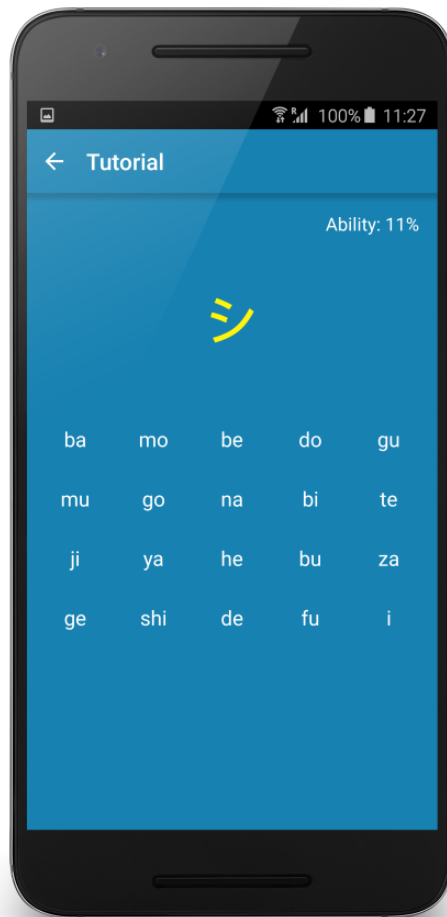 R 100% 11:27
← Tutorial
Ability: 11%
シ
ba mo be do gu
mu go na bi te
ji ya he bu za
ge shi de fu i